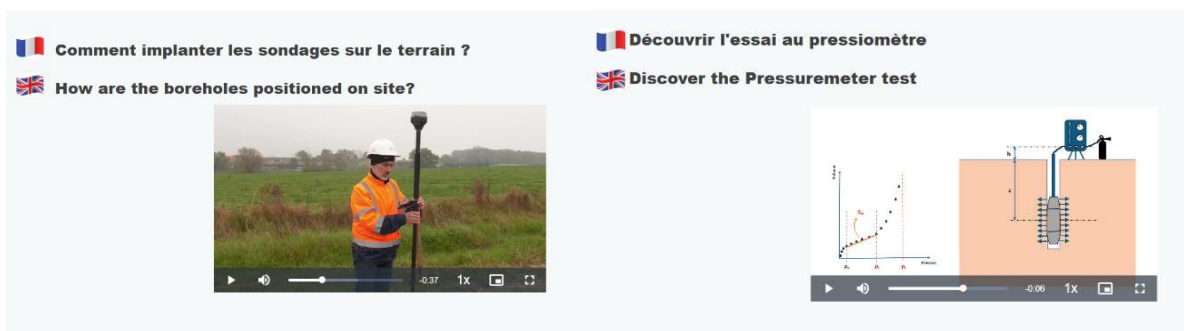 Comment implanter les sondages sur le terrain ?
How are the boreholes positioned on site?
-0:37 1x
Découvrir l'essai au pressiomètre
Discover the Pressuremeter test
h
z
-0:06 1x